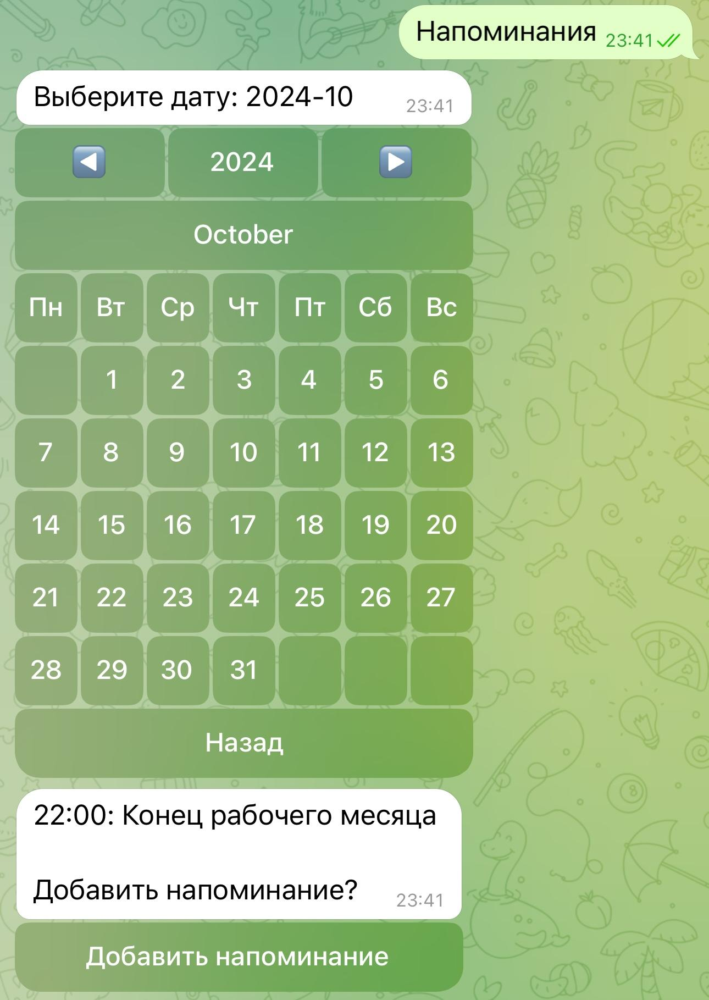 Напоминания 23:41
Выберите дату: 2024-10 23:41
2024
October
Пн Вт Ср Чт Пт Сб Вс
1 2 3 4 5 6
7 8 9 10 11 12 13
14 15 16 17 18 19 20
21 22 23 24 25 26 27
28 29 30 31
Назад
22:00: Конец рабочего месяца
Добавить напоминание? 23:41
Добавить напоминание